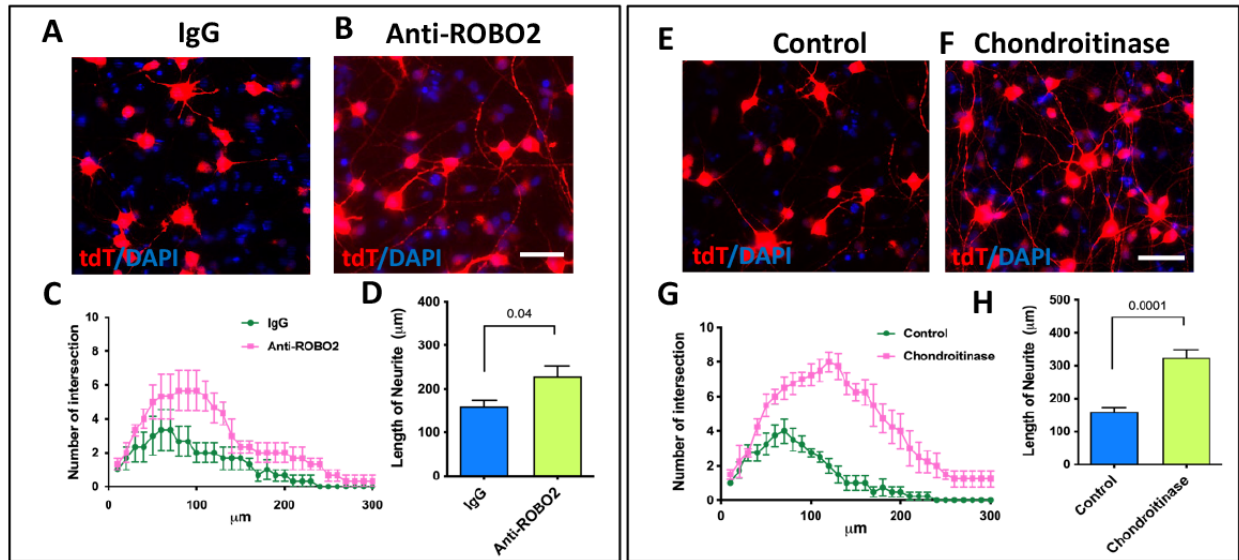 A
IgG
B
Anti-ROBO2
tdT/DAPI
tdT/DAPI
C
Number of intersection
10
8
6
4
2
0
0
100
200
300
μm
IgG
Anti-ROBO2
D
Length of Neurite (μm)
400
300
200
100
0
0.04
IgG
Anti-ROBO2
E
Control
F
Chondroitinase
tdT/DAPI
tdT/DAPI
G
Number of intersection
10
8
6
4
2
0
0
100
200
300
μm
Control
Chondroitinase
H
Length of Neurite (μm)
500
400
300
200
100
0
0.0001
Control
Chondroitinase